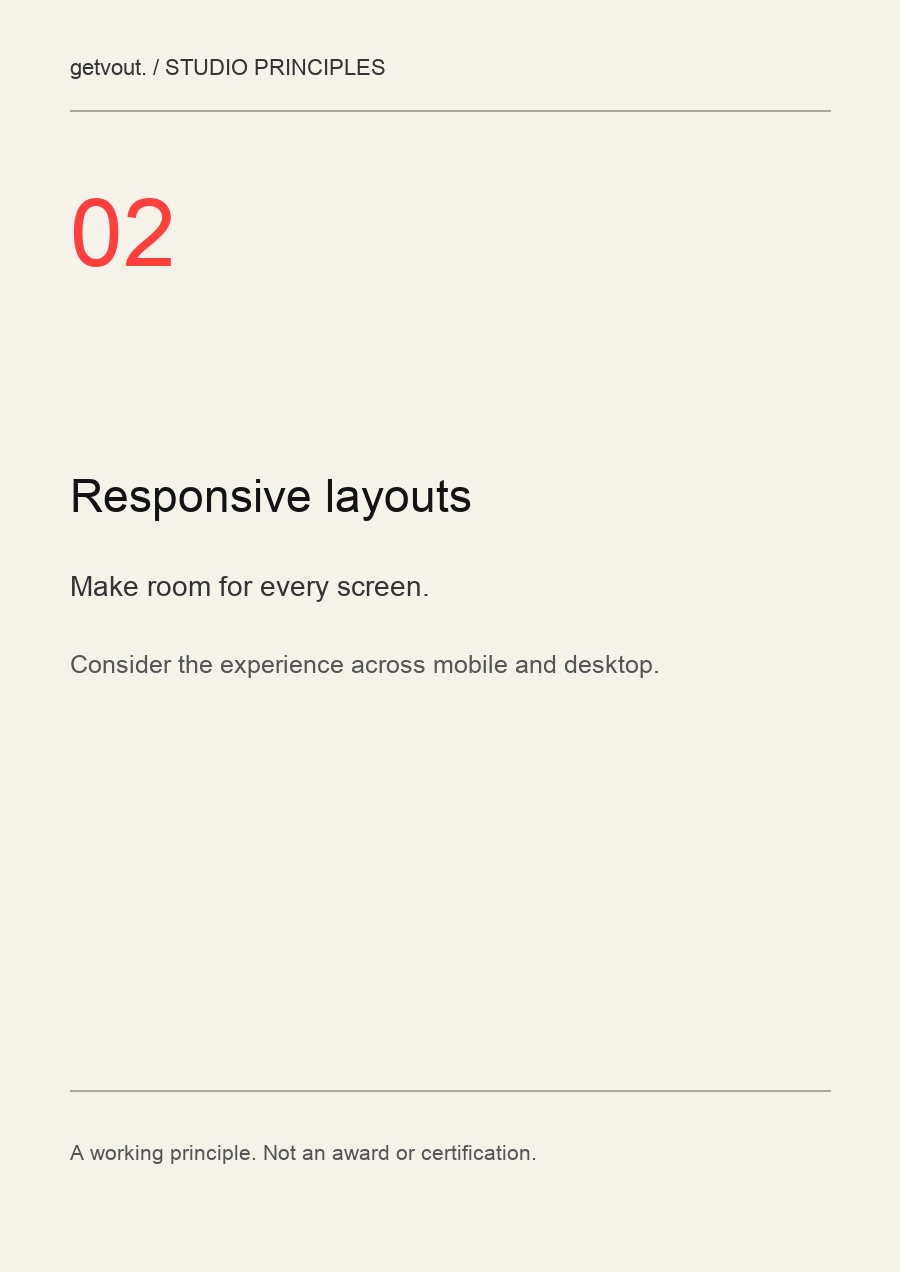 getvout. / STUDIO PRINCIPLES
02
Responsive layouts
Make room for every screen.
Consider the experience across mobile and desktop.
A working principle. Not an award or certification.